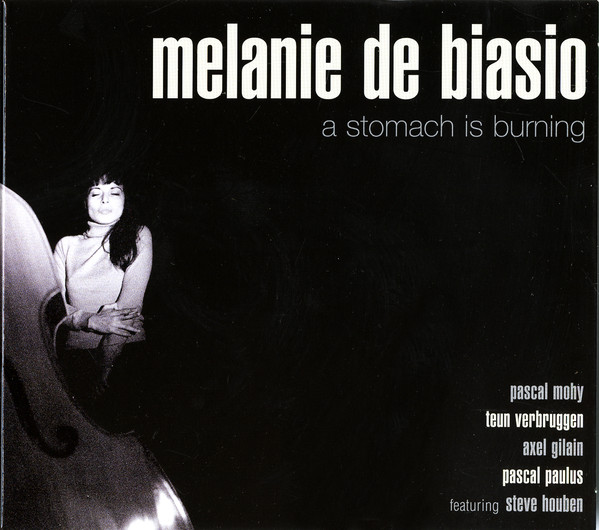 melanie de biasio
a stomach is burning
pascal mohy
teun verbruggen
axel gilain
pascal paulus
featuring steve houben